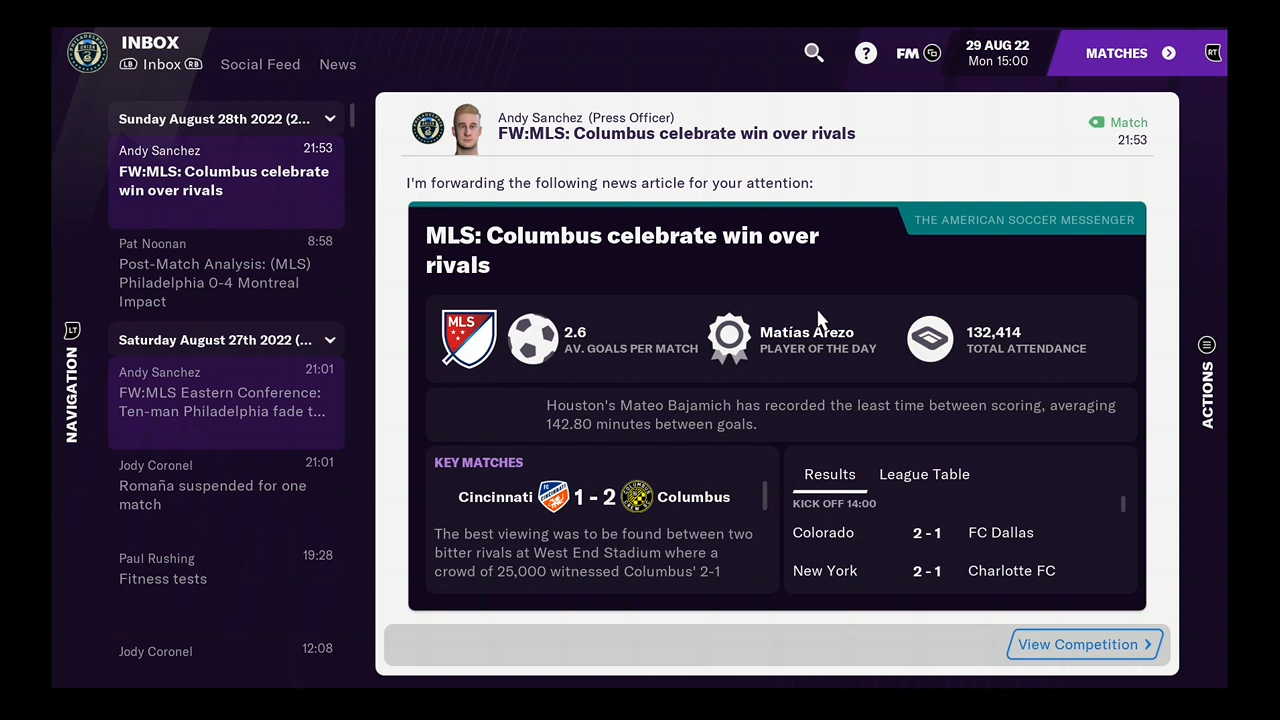 INBOX
LB Inbox RB Social Feed News
? FM
29 AUG 22
Mon 15:00
MATCHES
RT
Sunday August 28th 2022 (2...
Andy Sanchez 21:53
FW:MLS: Columbus celebrate
win over rivals
Pat Noonan 8:58
Post-Match Analysis: (MLS)
Philadelphia 0-4 Montreal
Impact
Saturday August 27th 2022 (...
Andy Sanchez 21:01
FW:MLS Eastern Conference:
Ten-man Philadelphia fade t...
Jody Coronel 21:01
Romaña suspended for one
match
Paul Rushing 19:28
Fitness tests
Jody Coronel 12:08
NAVIGATION LT
Andy Sanchez (Press Officer)
FW:MLS: Columbus celebrate win over rivals
Match
21:53
I'm forwarding the following news article for your attention:
THE AMERICAN SOCCER MESSENGER
MLS: Columbus celebrate win over
rivals
MLS
2.6
AV. GOALS PER MATCH
Matías Arezo
PLAYER OF THE DAY
132,414
TOTAL ATTENDANCE
Houston's Mateo Bajamich has recorded the least time between scoring, averaging
142.80 minutes between goals.
KEY MATCHES
Cincinnati 1 - 2 Columbus
The best viewing was to be found between two
bitter rivals at West End Stadium where a
crowd of 25,000 witnessed Columbus' 2-1
Results League Table
KICK OFF 14:00
Colorado 2 - 1 FC Dallas
New York 2 - 1 Charlotte FC
View Competition
ACTIONS